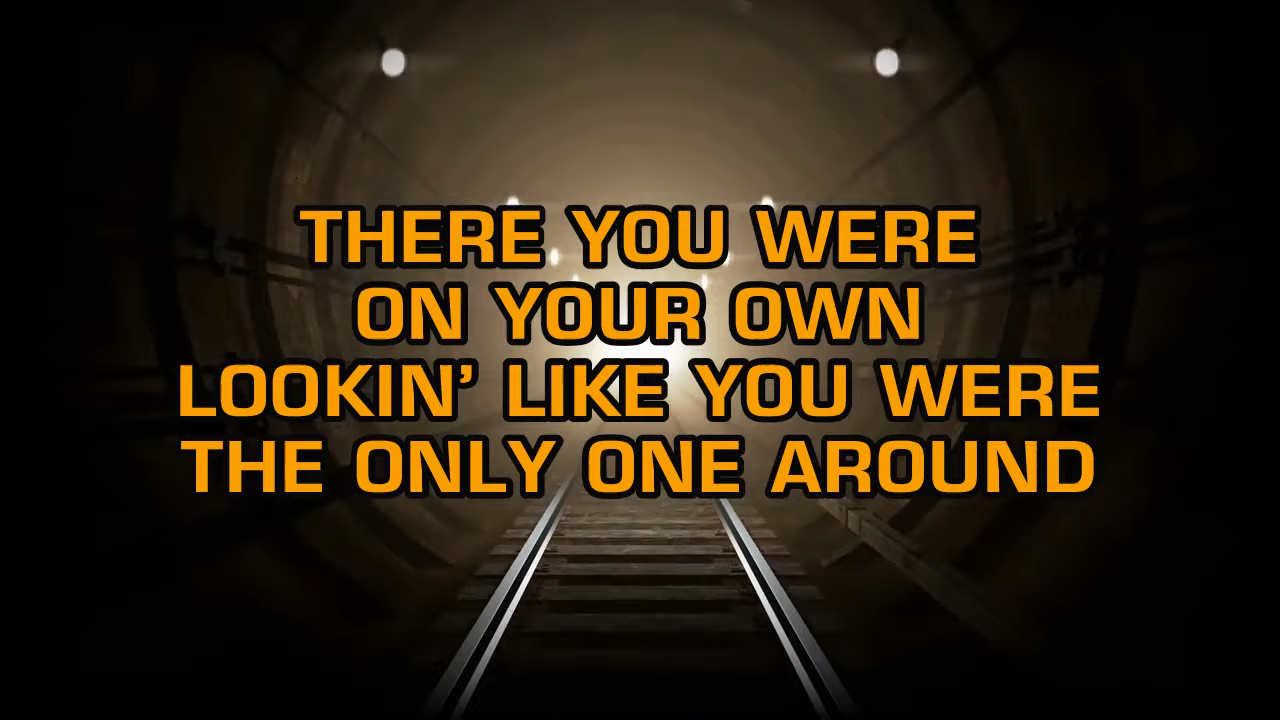 THERE YOU WERE
ON YOUR OWN
LOOKIN’ LIKE YOU WERE
THE ONLY ONE AROUND